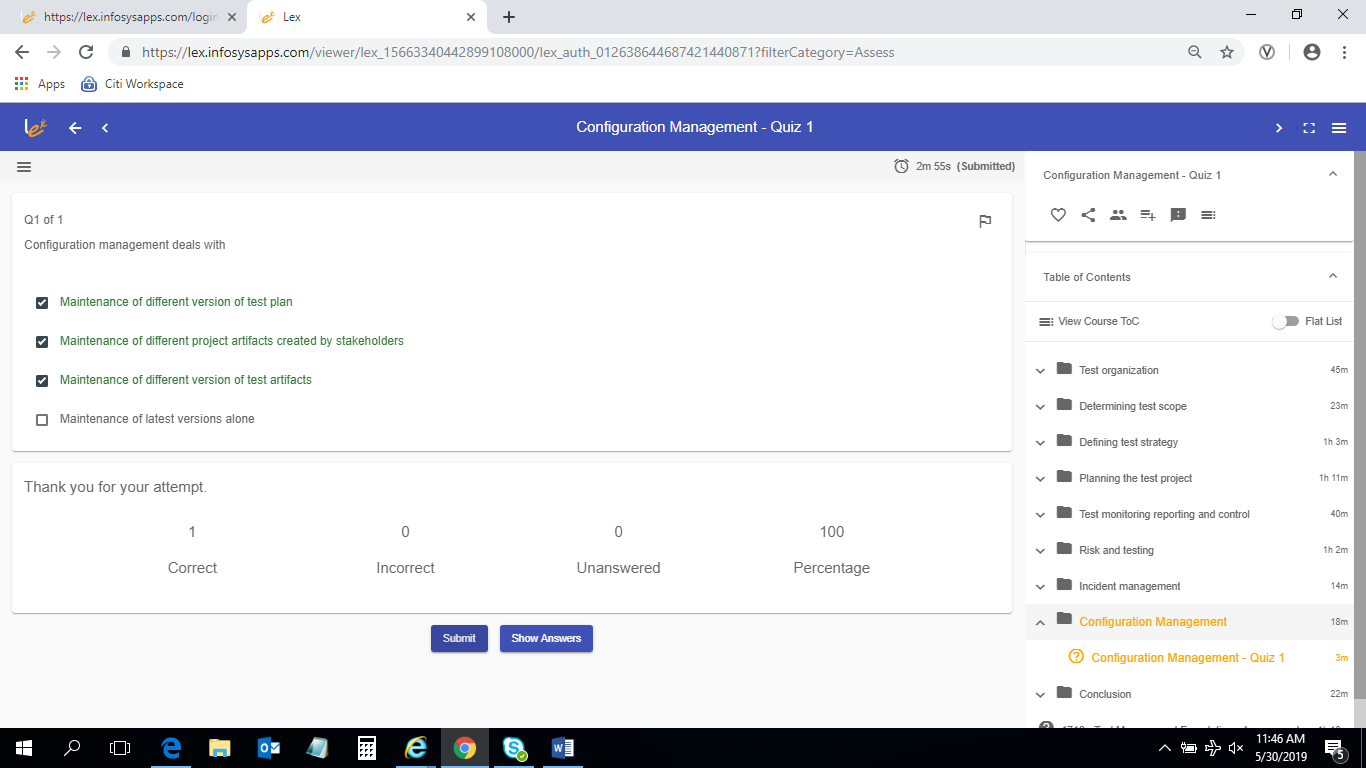 https://lex.infosysapps.com/login
Lex
https://lex.infosysapps.com/viewer/lex_15663340442899108000/lex_auth_012638644687421440871?filterCategory=Assess
Apps
Citi Workspace
Lex
Configuration Management - Quiz 1
2m 55s (Submitted)
Q1 of 1
Configuration management deals with
Maintenance of different version of test plan
Maintenance of different project artifacts created by stakeholders
Maintenance of different version of test artifacts
Maintenance of latest versions alone
Thank you for your attempt.
1 0 0 100
Correct Incorrect Unanswered Percentage
Submit Show Answers
Configuration Management - Quiz 1
Table of Contents
View Course ToC Flat List
Test organization 45m
Determining test scope 23m
Defining test strategy 1h 3m
Planning the test project 1h 11m
Test monitoring reporting and control 40m
Risk and testing 1h 2m
Incident management 14m
Configuration Management 18m
Configuration Management - Quiz 1 3m
Conclusion 22m
11:46 AM
5/30/2019
5